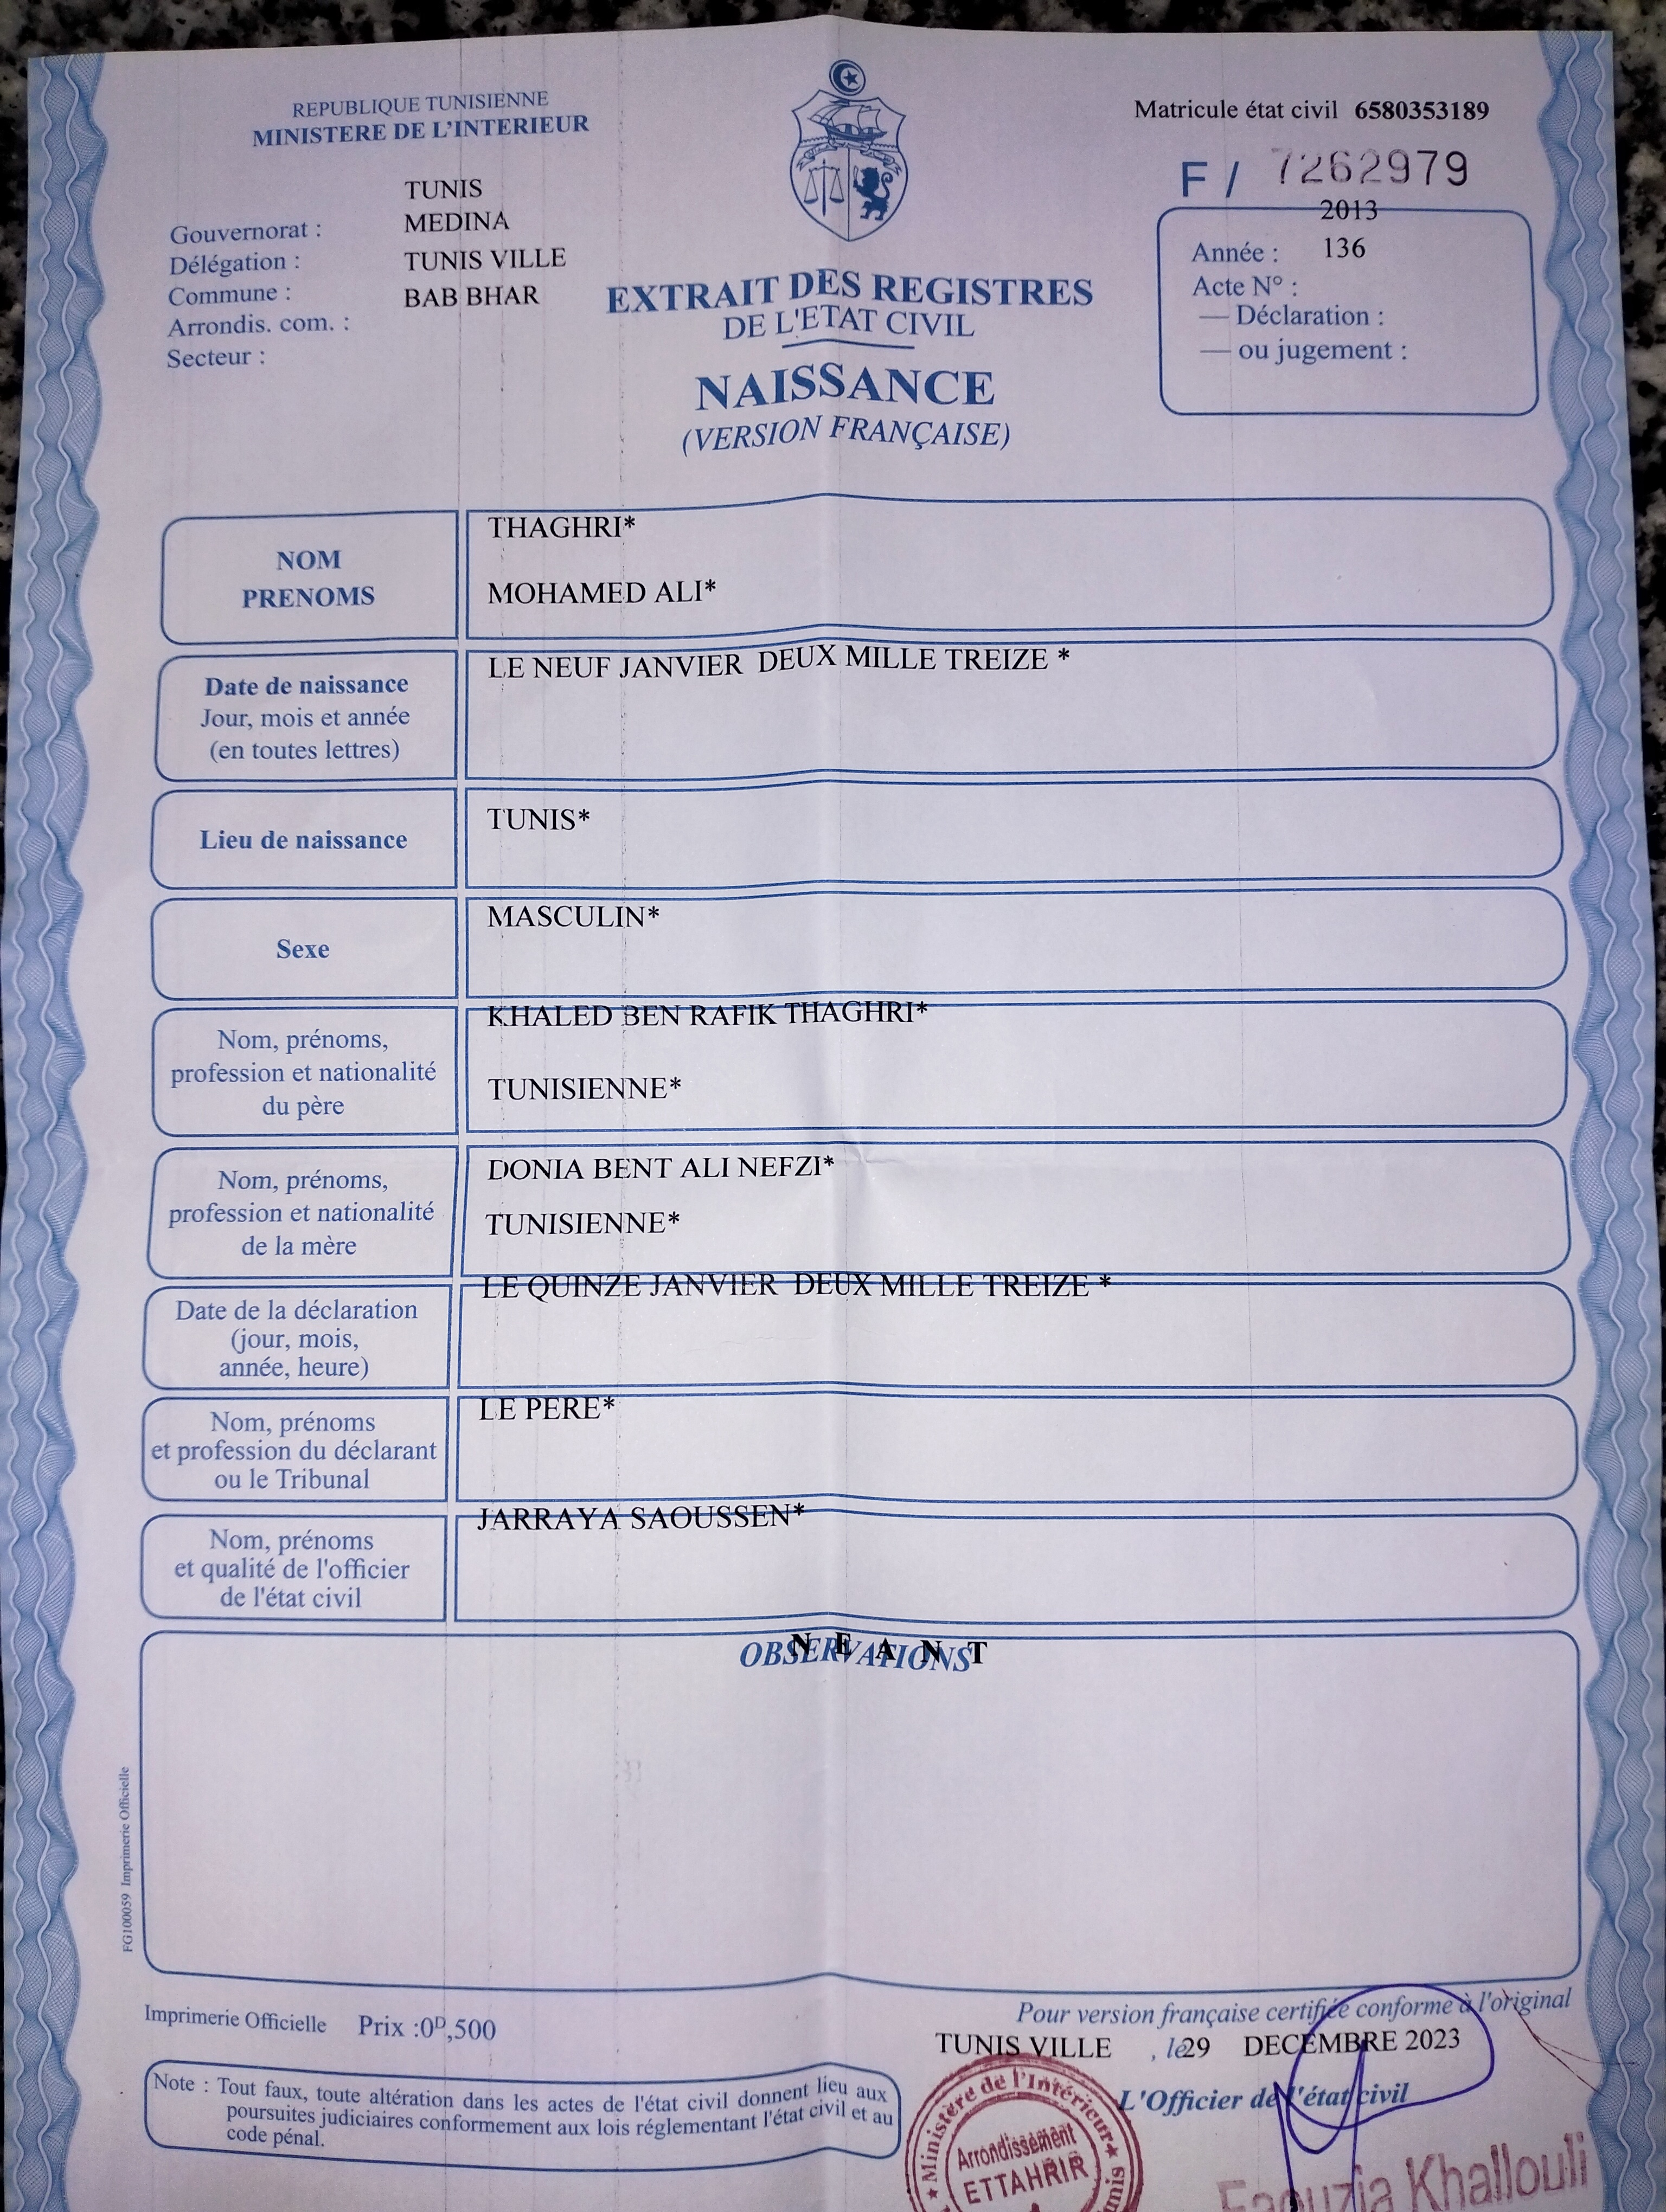 REPUBLIQUE TUNISIENNE
MINISTERE DE L'INTERIEUR
Matricule état civil 6580353189
F / 7262979
TUNIS
Gouvernorat : MEDINA
Délégation : TUNIS VILLE
Commune : BAB BHAR
Arrondis. com. :
Secteur :
EXTRAIT DES REGISTRES
DE L'ETAT CIVIL
NAISSANCE
(VERSION FRANÇAISE)
2013
Année : 136
Acte N° :
— Déclaration :
— ou jugement :
NOM
PRENOMS
THAGHRI*
MOHAMED ALI*
Date de naissance
Jour, mois et année
(en toutes lettres)
LE NEUF JANVIER DEUX MILLE TREIZE *
Lieu de naissance
TUNIS*
Sexe
MASCULIN*
Nom, prénoms,
profession et nationalité
du père
KHALED BEN RAFIK THAGHRI*
TUNISIENNE*
Nom, prénoms,
profession et nationalité
de la mère
DONIA BENT ALI NEFZI*
TUNISIENNE*
Date de la déclaration
(jour, mois,
année, heure)
LE QUINZE JANVIER DEUX MILLE TREIZE *
Nom, prénoms
et profession du déclarant
ou le Tribunal
LE PERE*
Nom, prénoms
et qualité de l'officier
de l'état civil
JARRAYA SAOUSSEN*
OBSERVATIONS
N E A N T
FG100059 Imprimerie Officielle
Imprimerie Officielle Prix :0D,500
Note : Tout faux, toute altération dans les actes de l'état civil donnent lieu aux
poursuites judiciaires conformement aux lois réglementant l'état civil et au
code pénal.
Pour version française certifiée conforme à l'original
TUNIS VILLE , le 29 DECEMBRE 2023
L'Officier de l'état civil
★ Ministère de l'Intérieur ★
Arrondissement
ETTAHRIR
Faouzia Khallouli